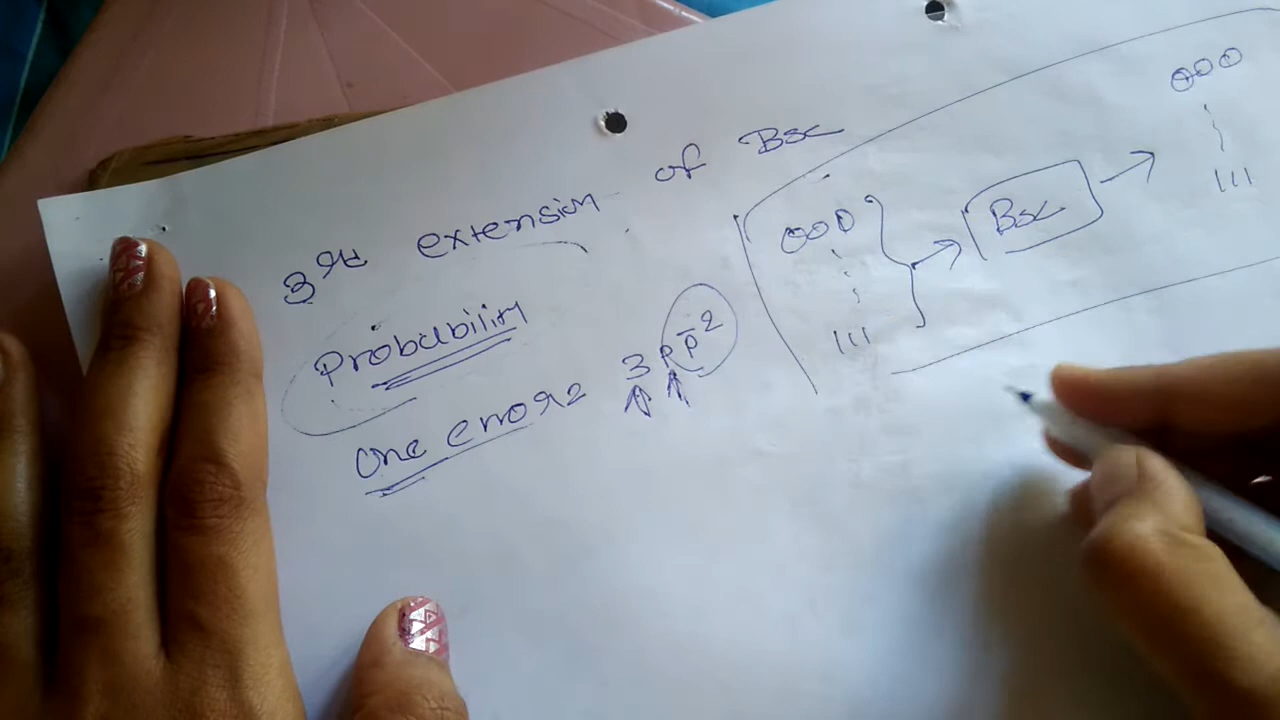 3rd extension of BSC
Probability
One error = 3 p p̄²
000
111
BSC
000
111